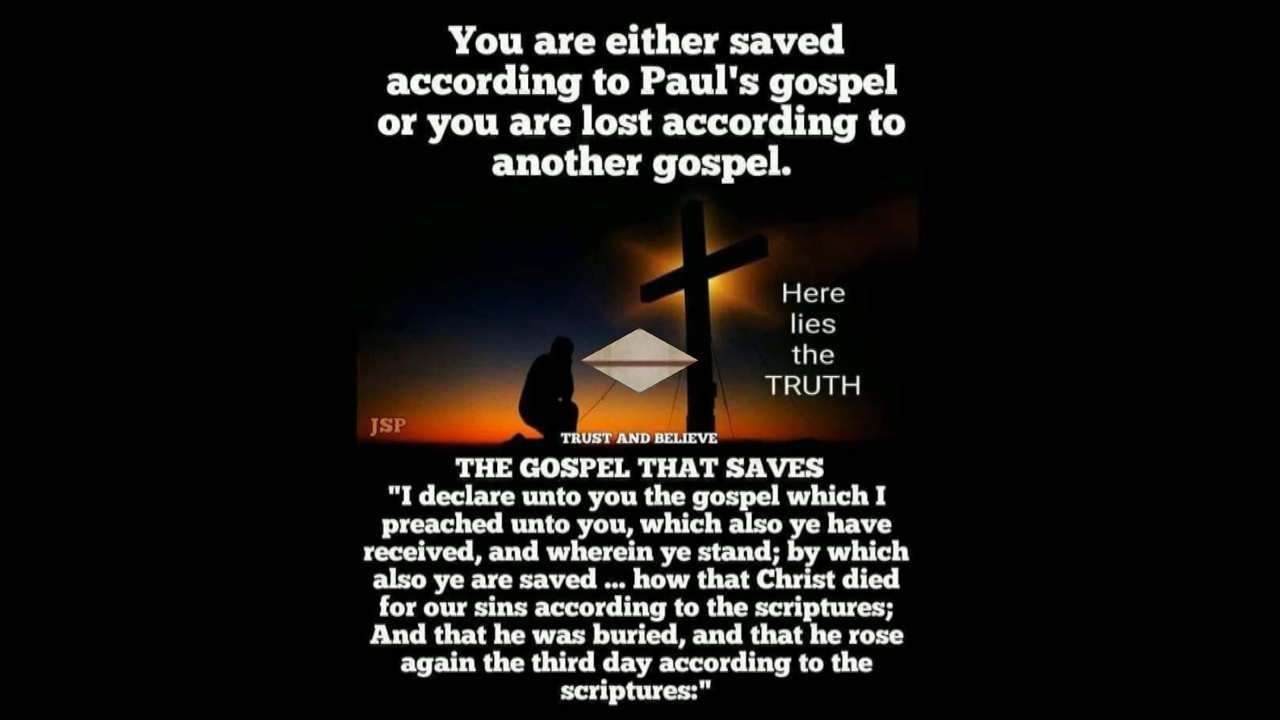 You are either saved
according to Paul's gospel
or you are lost according to
another gospel.
Here
lies
the
TRUTH
JSP
TRUST AND BELIEVE
THE GOSPEL THAT SAVES
"I declare unto you the gospel which I
preached unto you, which also ye have
received, and wherein ye stand; by which
also ye are saved ... how that Christ died
for our sins according to the scriptures;
And that he was buried, and that he rose
again the third day according to the
scriptures:"